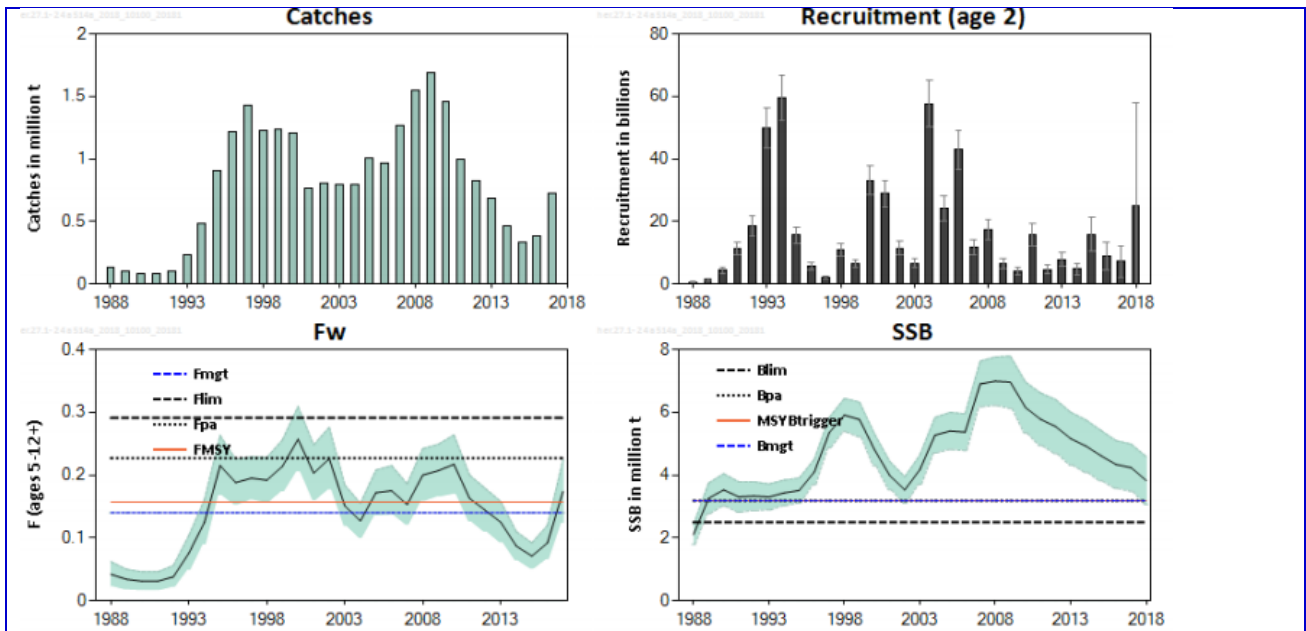 Catches
Catches in million t
2
1.5
1
0.5
0
1988
1993
1998
2003
2008
2013
2018
Recruitment (age 2)
Recruitment in billions
80
60
40
20
0
1988
1993
1998
2003
2008
2013
2018
Fw
F (ages 5-12+)
0.4
0.3
0.2
0.1
0
Fmgt
Flim
Fpa
FMSY
1988
1993
1998
2003
2008
2013
SSB
SSB in million t
8
6
4
2
0
Blim
Bpa
MSYBtrigger
Bmgt
1988
1993
1998
2003
2008
2013
2018